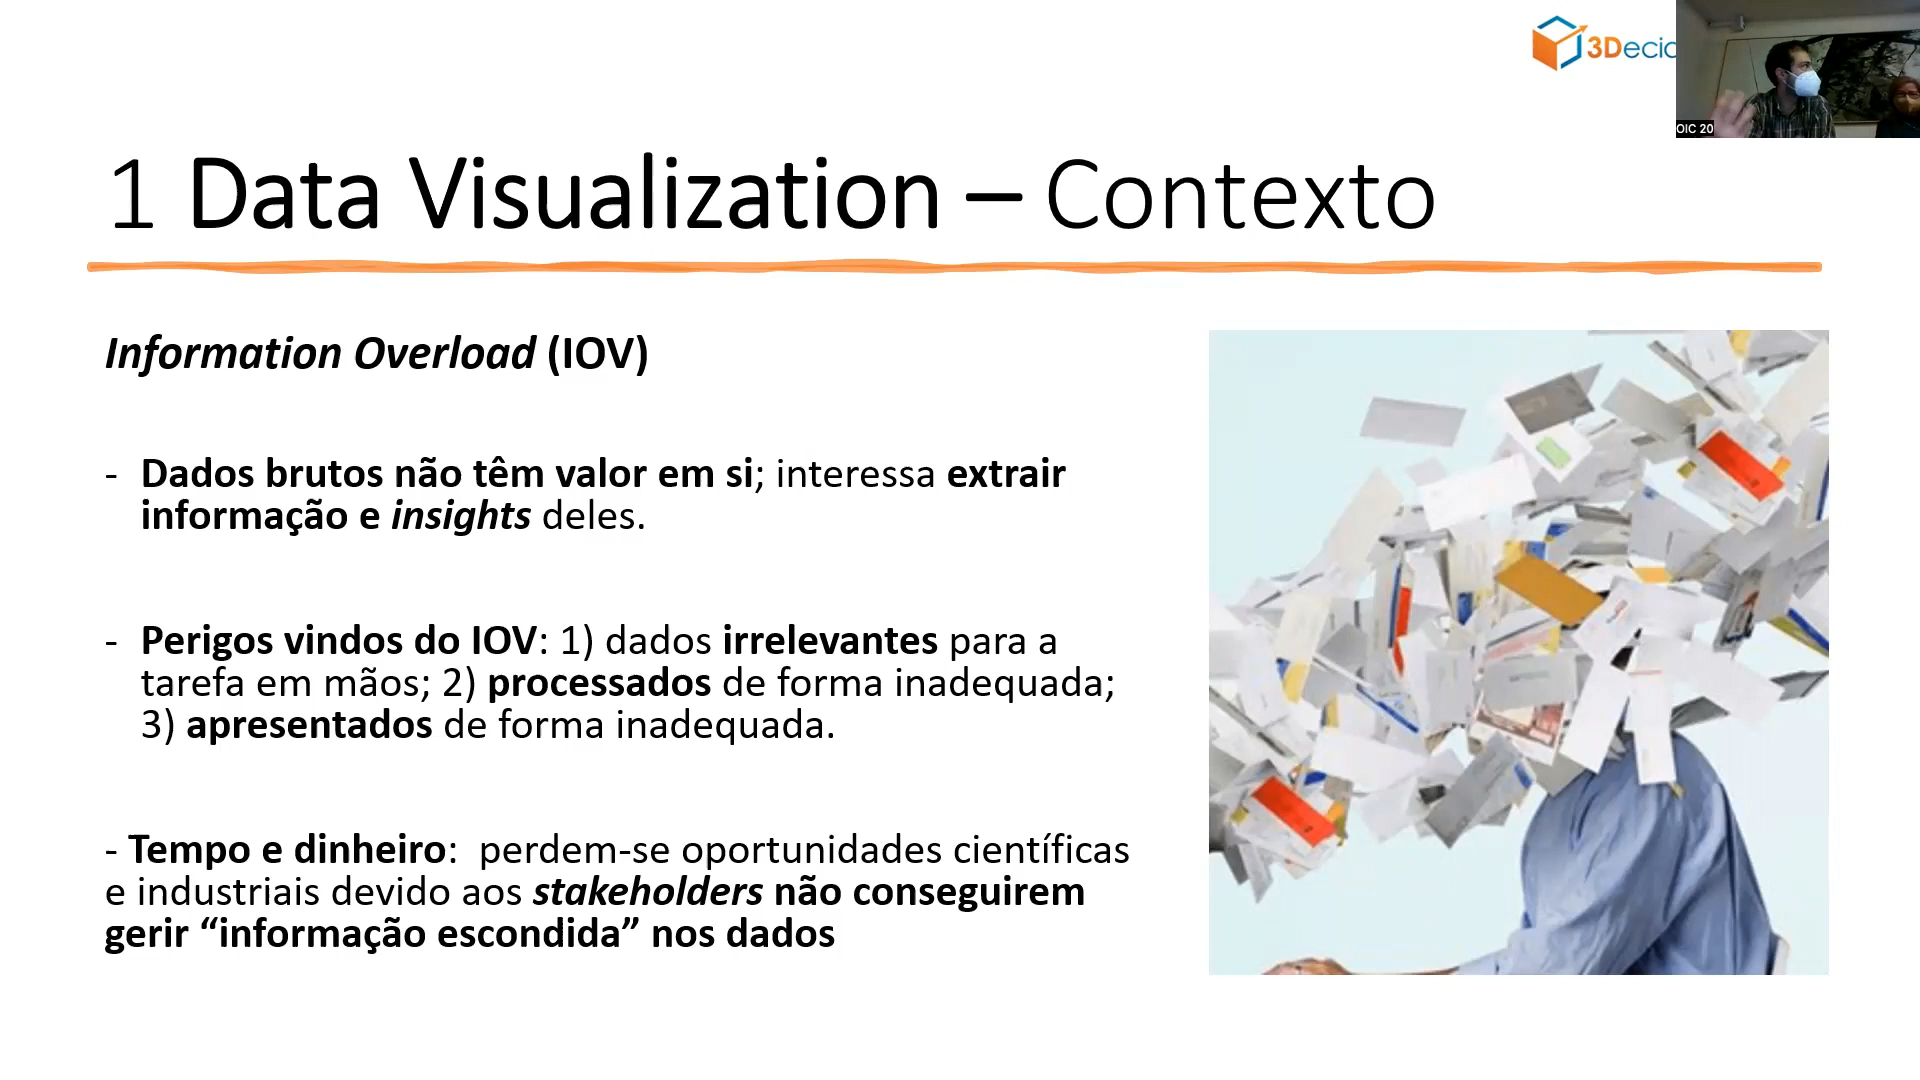 3Decid
OIC 20
1 Data Visualization – Contexto
Information Overload (IOV)
- Dados brutos não têm valor em si; interessa extrair
informação e insights deles.
- Perigos vindos do IOV: 1) dados irrelevantes para a
tarefa em mãos; 2) processados de forma inadequada;
3) apresentados de forma inadequada.
- Tempo e dinheiro: perdem-se oportunidades científicas
e industriais devido aos stakeholders não conseguirem
gerir “informação escondida” nos dados